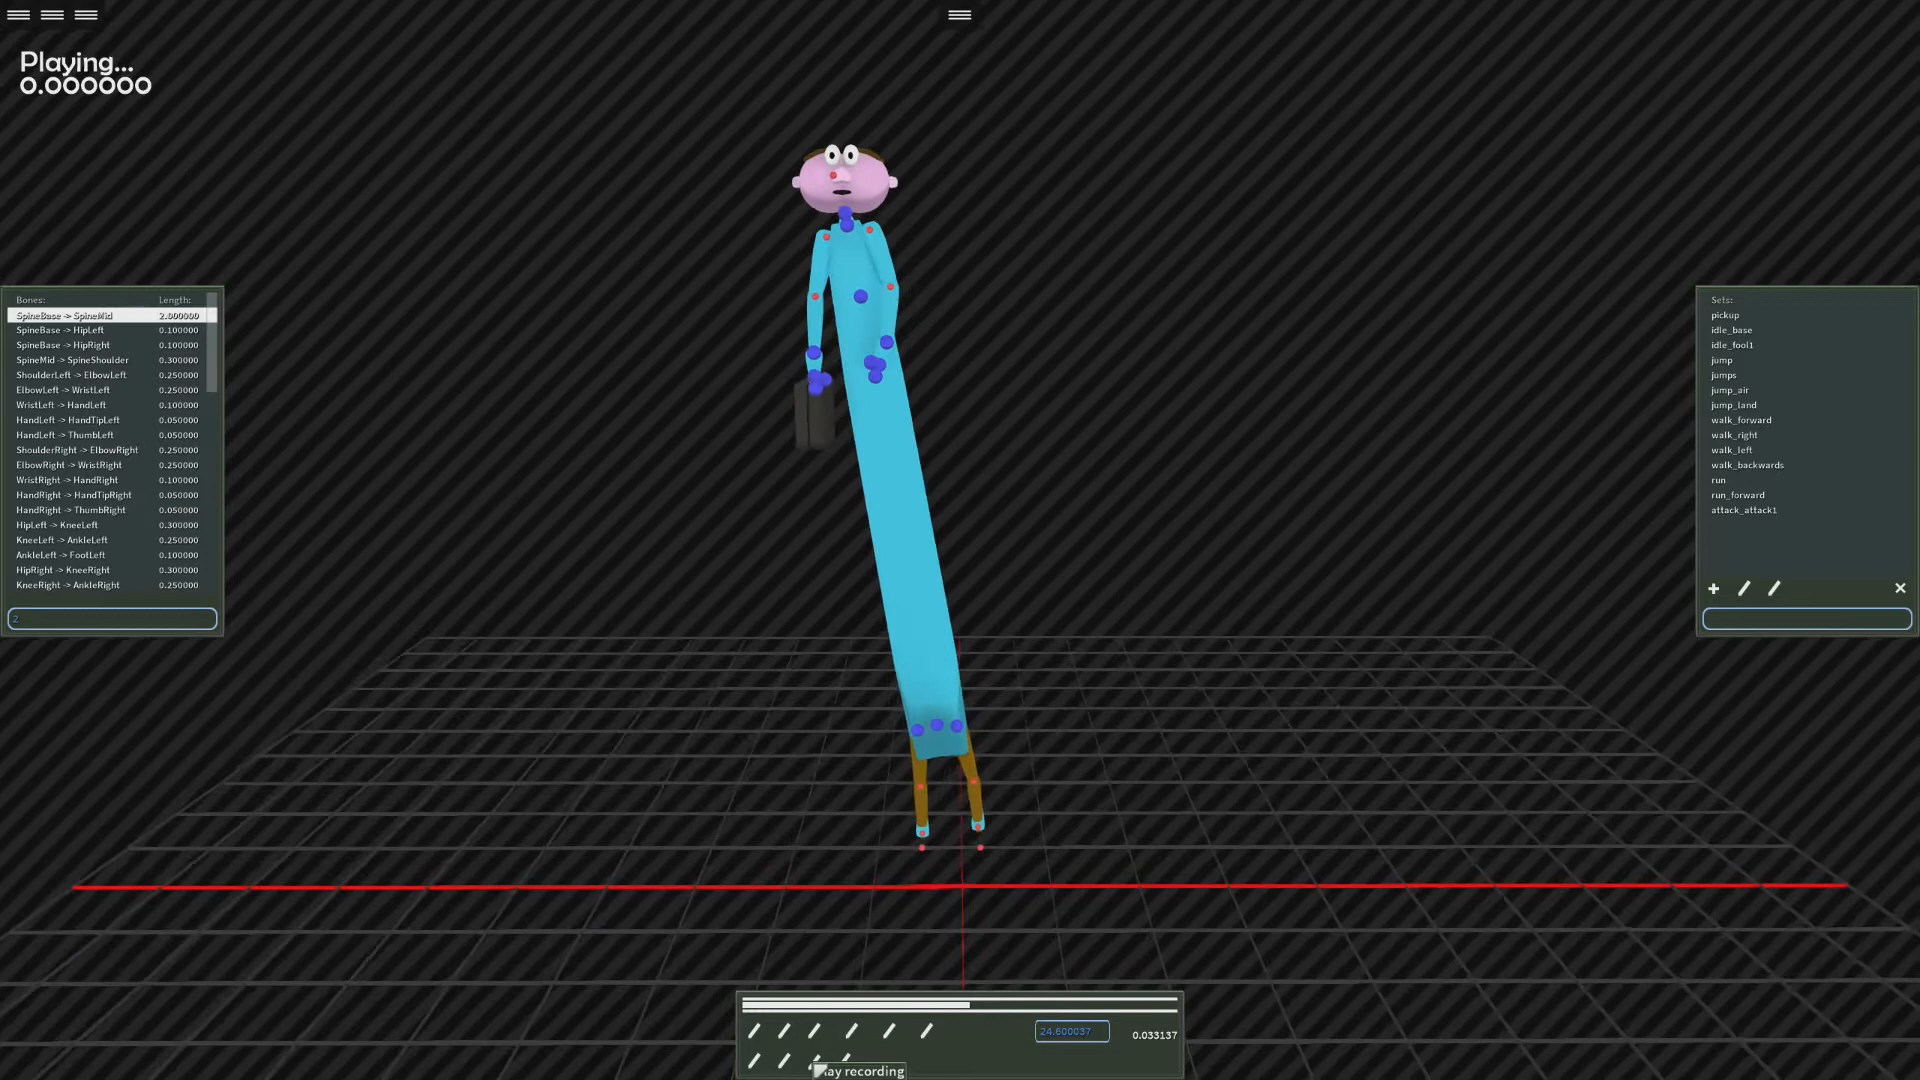 Playing...
0.000000
Bones: Length:
SpineBase -> SpineMid 2.000000
SpineBase -> HipLeft 0.100000
SpineBase -> HipRight 0.100000
SpineMid -> SpineShoulder 0.300000
ShoulderLeft -> ElbowLeft 0.250000
ElbowLeft -> WristLeft 0.250000
WristLeft -> HandLeft 0.100000
HandLeft -> HandTipLeft 0.050000
HandLeft -> ThumbLeft 0.050000
ShoulderRight -> ElbowRight 0.250000
ElbowRight -> WristRight 0.250000
WristRight -> HandRight 0.100000
HandRight -> HandTipRight 0.050000
HandRight -> ThumbRight 0.050000
HipLeft -> KneeLeft 0.300000
KneeLeft -> AnkleLeft 0.250000
AnkleLeft -> FootLeft 0.100000
HipRight -> KneeRight 0.300000
KneeRight -> AnkleRight 0.250000
2
Sets:
pickup
idle_base
idle_fool1
jump
jumps
jump_air
jump_land
walk_forward
walk_right
walk_left
walk_backwards
run
run_forward
attack_attack1
24.600037
0.033137
recording